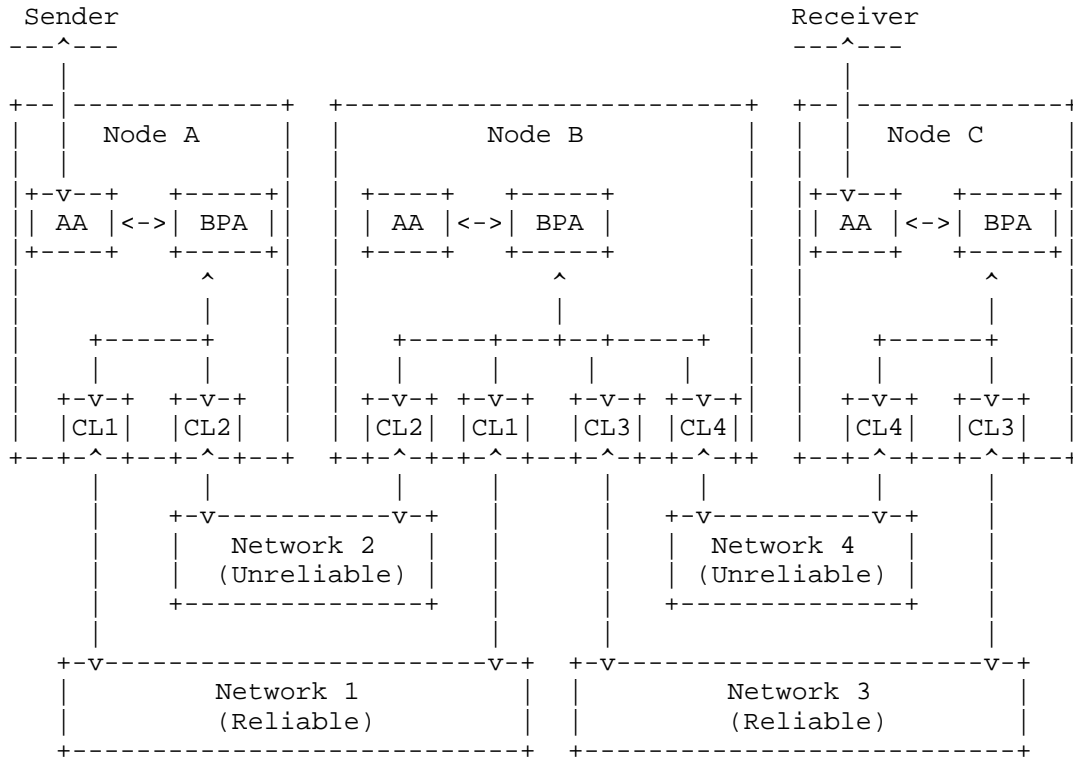 Sender Receiver
Node A Node B Node C
AA <-> BPA AA <-> BPA AA <-> BPA
CL1 CL2 CL2 CL1 CL3 CL4 CL4 CL3
Network 2 Network 4
(Unreliable) (Unreliable)
Network 1 Network 3
(Reliable) (Reliable)